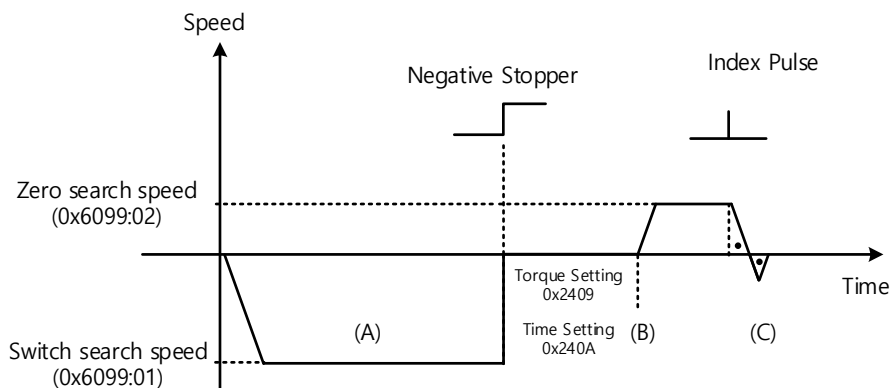 Speed
Negative Stopper
Index Pulse
Zero search speed
(0x6099:02)
Torque Setting
0x2409
Time
(A)
Time Setting
0x240A
(B)
(C)
Switch search speed
(0x6099:01)